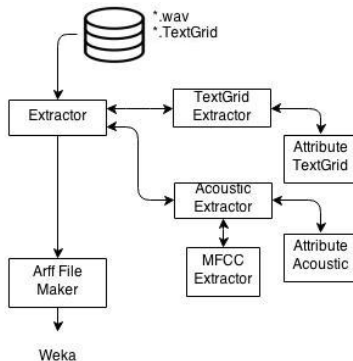 *.wav
*.TextGrid
Extractor
TextGrid
Extractor
Attribute
TextGrid
Acoustic
Extractor
MFCC
Extractor
Attribute
Acoustic
Arff File
Maker
Weka